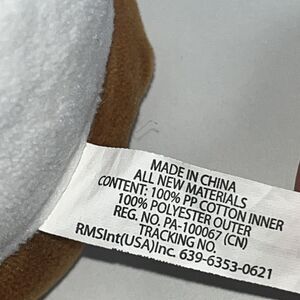 MADE IN CHINA
ALL NEW MATERIALS
CONTENT: 100% PP COTTON INNER
100% POLYESTER OUTER
REG. NO. PA-100067 (CN)
TRACKING NO.
RMSInt(USA)Inc. 639-6353-0621